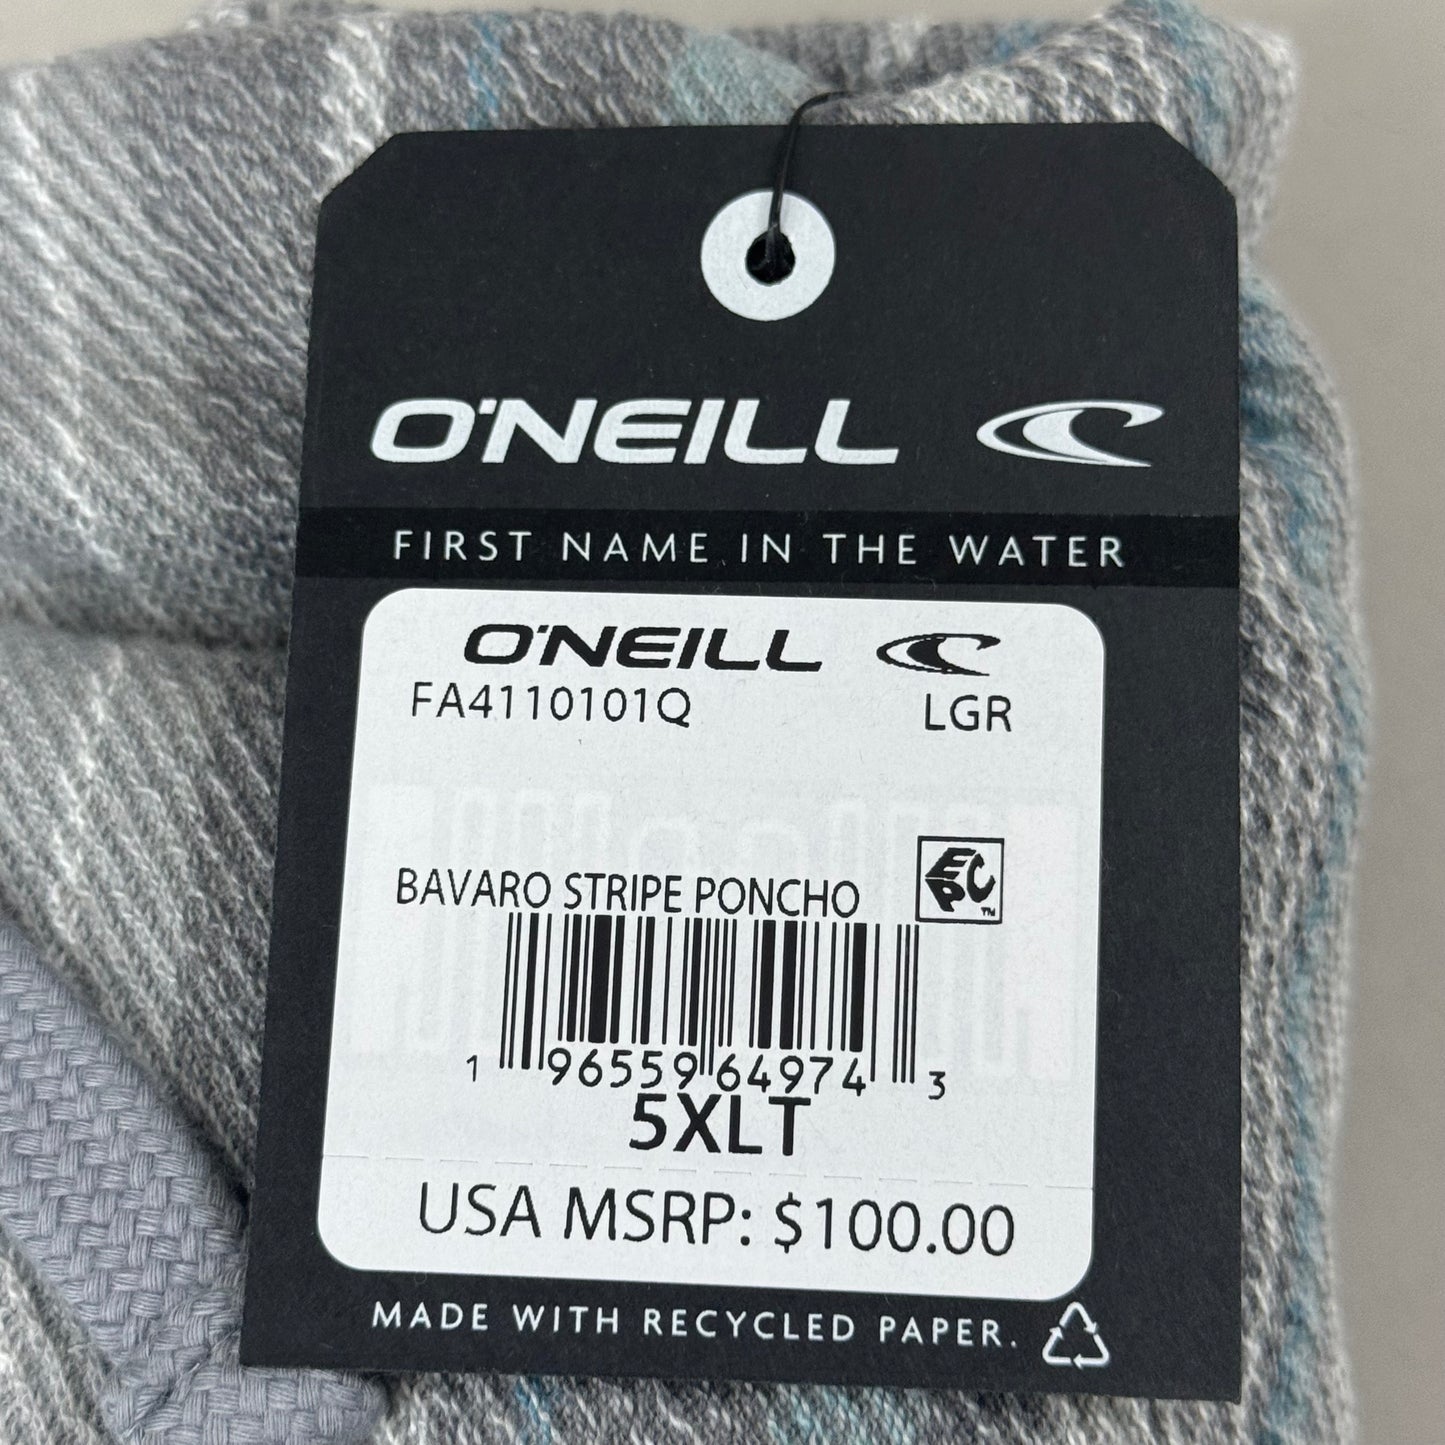 O'NEILL
FIRST NAME IN THE WATER
O'NEILL
FA4110101Q LGR
BAVARO STRIPE PONCHO EPC™
1 96559 64974 3
5XLT
USA MSRP: $100.00
MADE WITH RECYCLED PAPER.